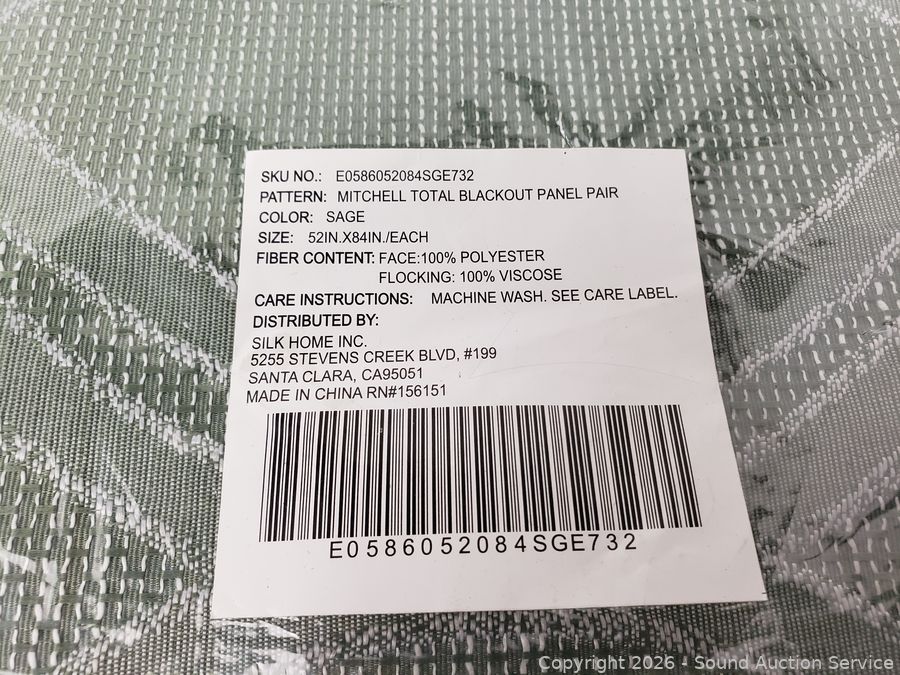 SKU NO.: E0586052084SGE732
PATTERN: MITCHELL TOTAL BLACKOUT PANEL PAIR
COLOR: SAGE
SIZE: 52IN.X84IN./EACH
FIBER CONTENT: FACE:100% POLYESTER
FLOCKING: 100% VISCOSE
CARE INSTRUCTIONS: MACHINE WASH. SEE CARE LABEL.
DISTRIBUTED BY:
SILK HOME INC.
5255 STEVENS CREEK BLVD, #199
SANTA CLARA, CA95051
MADE IN CHINA RN#156151
E0586052084SGE732
Copyright 2026 - Sound Auction Service